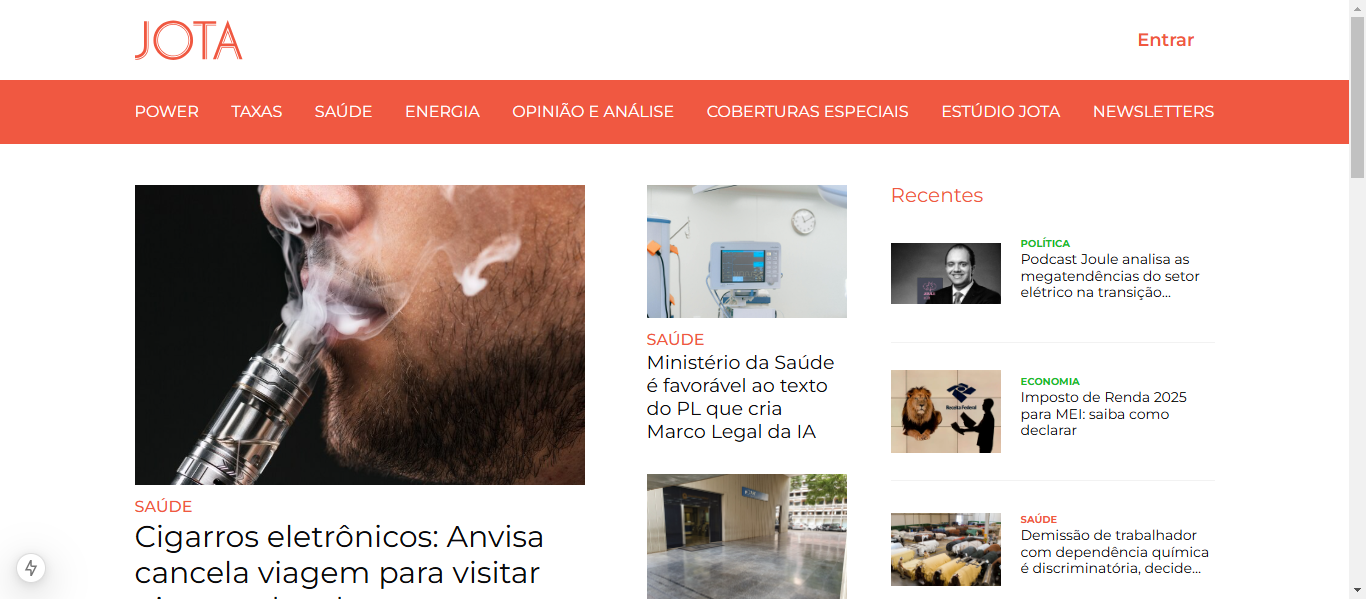 JOTA
Entrar
POWER TAXAS SAÚDE ENERGIA OPINIÃO E ANÁLISE COBERTURAS ESPECIAIS ESTÚDIO JOTA NEWSLETTERS
SAÚDE
Cigarros eletrônicos: Anvisa
cancela viagem para visitar
SAÚDE
Ministério da Saúde
é favorável ao texto
do PL que cria
Marco Legal da IA
Recentes
POLÍTICA
Podcast Joule analisa as
megatendências do setor
elétrico na transição...
ECONOMIA
Imposto de Renda 2025
para MEI: saiba como
declarar
Receita Federal
SAÚDE
Demissão de trabalhador
com dependência química
é discriminatória, decide...